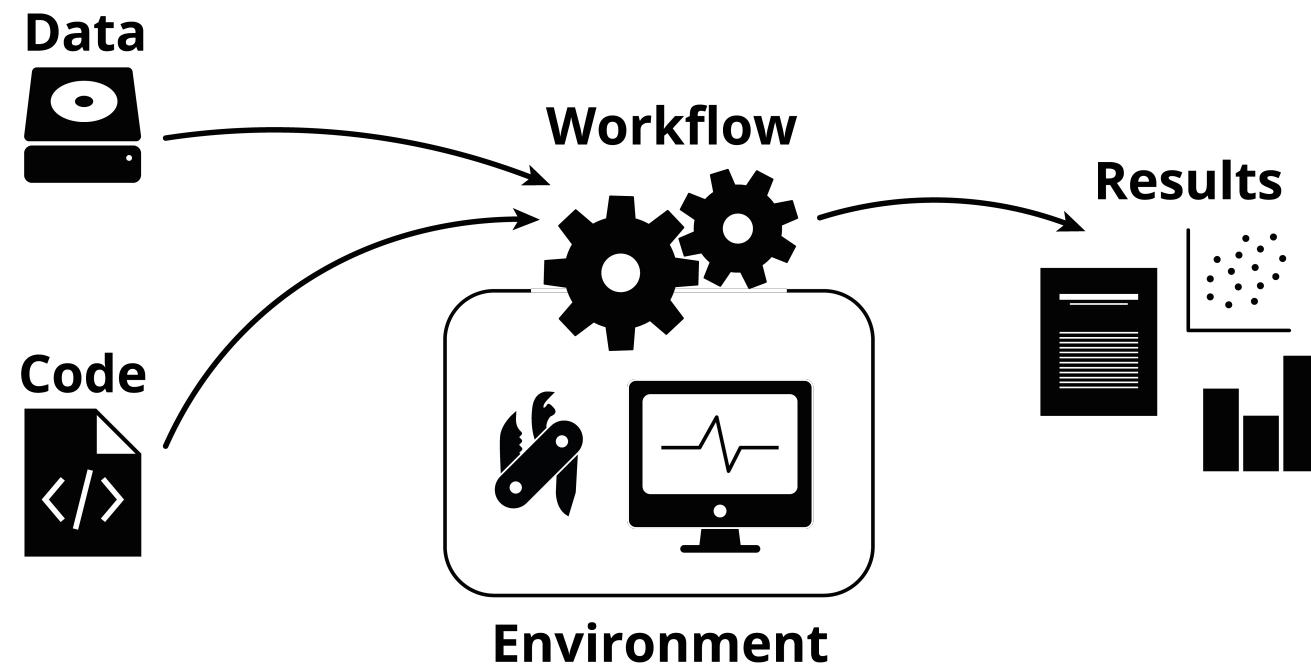 Data
Workflow
Results
Code
</>
Environment